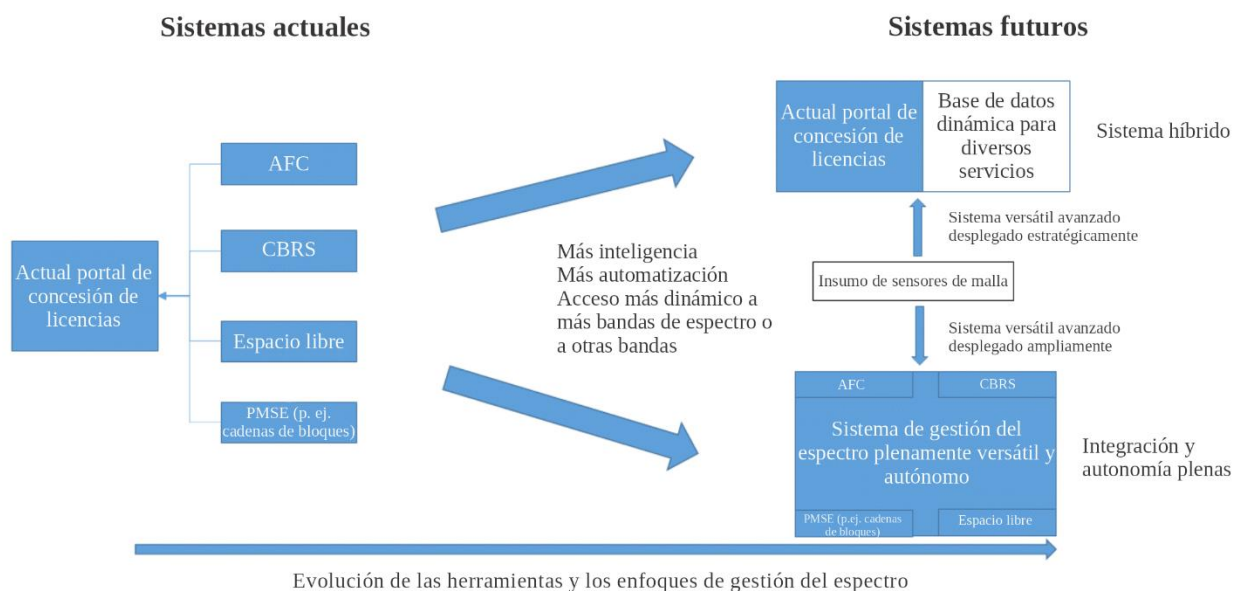 Sistemas actuales
Sistemas futuros
Actual portal de
concesión de
licencias
AFC
CBRS
Espacio libre
PMSE (p. ej.
cadenas de bloques)
Más inteligencia
Más automatización
Acceso más dinámico a
más bandas de espectro o
a otras bandas
Actual portal de
concesión de
licencias
Base de datos
dinámica para
diversos
servicios
Sistema híbrido
Sistema versátil avanzado
desplegado estratégicamente
Insumo de sensores de malla
Sistema versátil avanzado
desplegado ampliamente
AFC
CBRS
Sistema de gestión del
espectro plenamente versátil y
autónomo
PMSE (p.ej. cadenas
de bloques)
Espacio libre
Integración y
autonomía plenas
Evolución de las herramientas y los enfoques de gestión del espectro